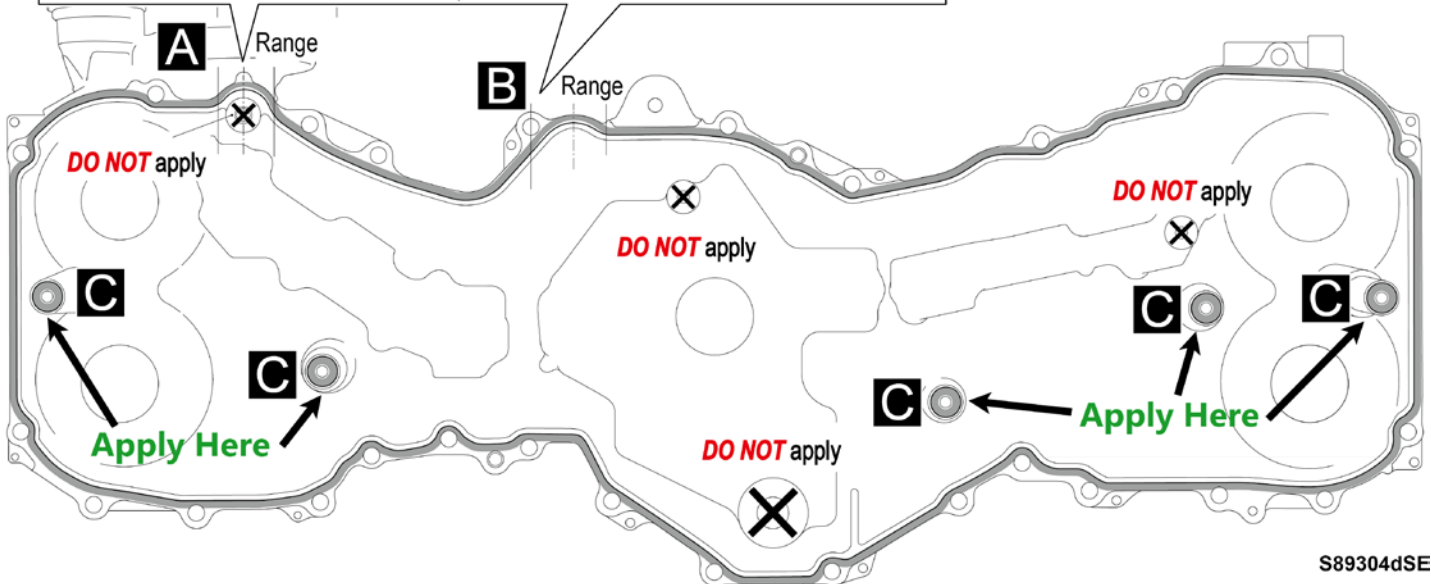 A
Range
B
Range
DO NOT apply
DO NOT apply
DO NOT apply
C
C
C
C
C
Apply Here
Apply Here
DO NOT apply
S89304dSE